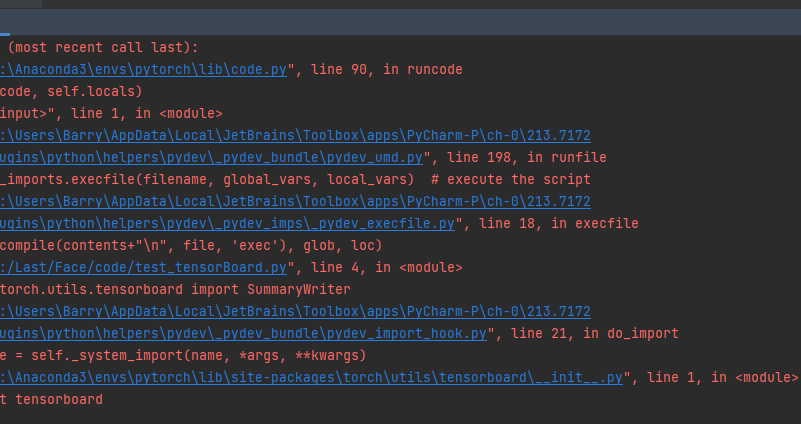 (most recent call last):
:\Anaconda3\envs\pytorch\lib\code.py", line 90, in runcode
code, self.locals)
input>", line 1, in <module>
:\Users\Barry\AppData\Local\JetBrains\Toolbox\apps\PyCharm-P\ch-0\213.7172
ugins\python\helpers\pydev\_pydev_bundle\pydev_umd.py", line 198, in runfile
_imports.execfile(filename, global_vars, local_vars)  # execute the script
:\Users\Barry\AppData\Local\JetBrains\Toolbox\apps\PyCharm-P\ch-0\213.7172
ugins\python\helpers\pydev\_pydev_imps\_pydev_execfile.py", line 18, in execfile
compile(contents+"\n", file, 'exec'), glob, loc)
:/Last/Face/code/test_tensorBoard.py", line 4, in <module>
torch.utils.tensorboard import SummaryWriter
:\Users\Barry\AppData\Local\JetBrains\Toolbox\apps\PyCharm-P\ch-0\213.7172
ugins\python\helpers\pydev\_pydev_bundle\pydev_import_hook.py", line 21, in do_import
e = self._system_import(name, *args, **kwargs)
:\Anaconda3\envs\pytorch\lib\site-packages\torch\utils\tensorboard\__init__.py", line 1, in <module>
t tensorboard